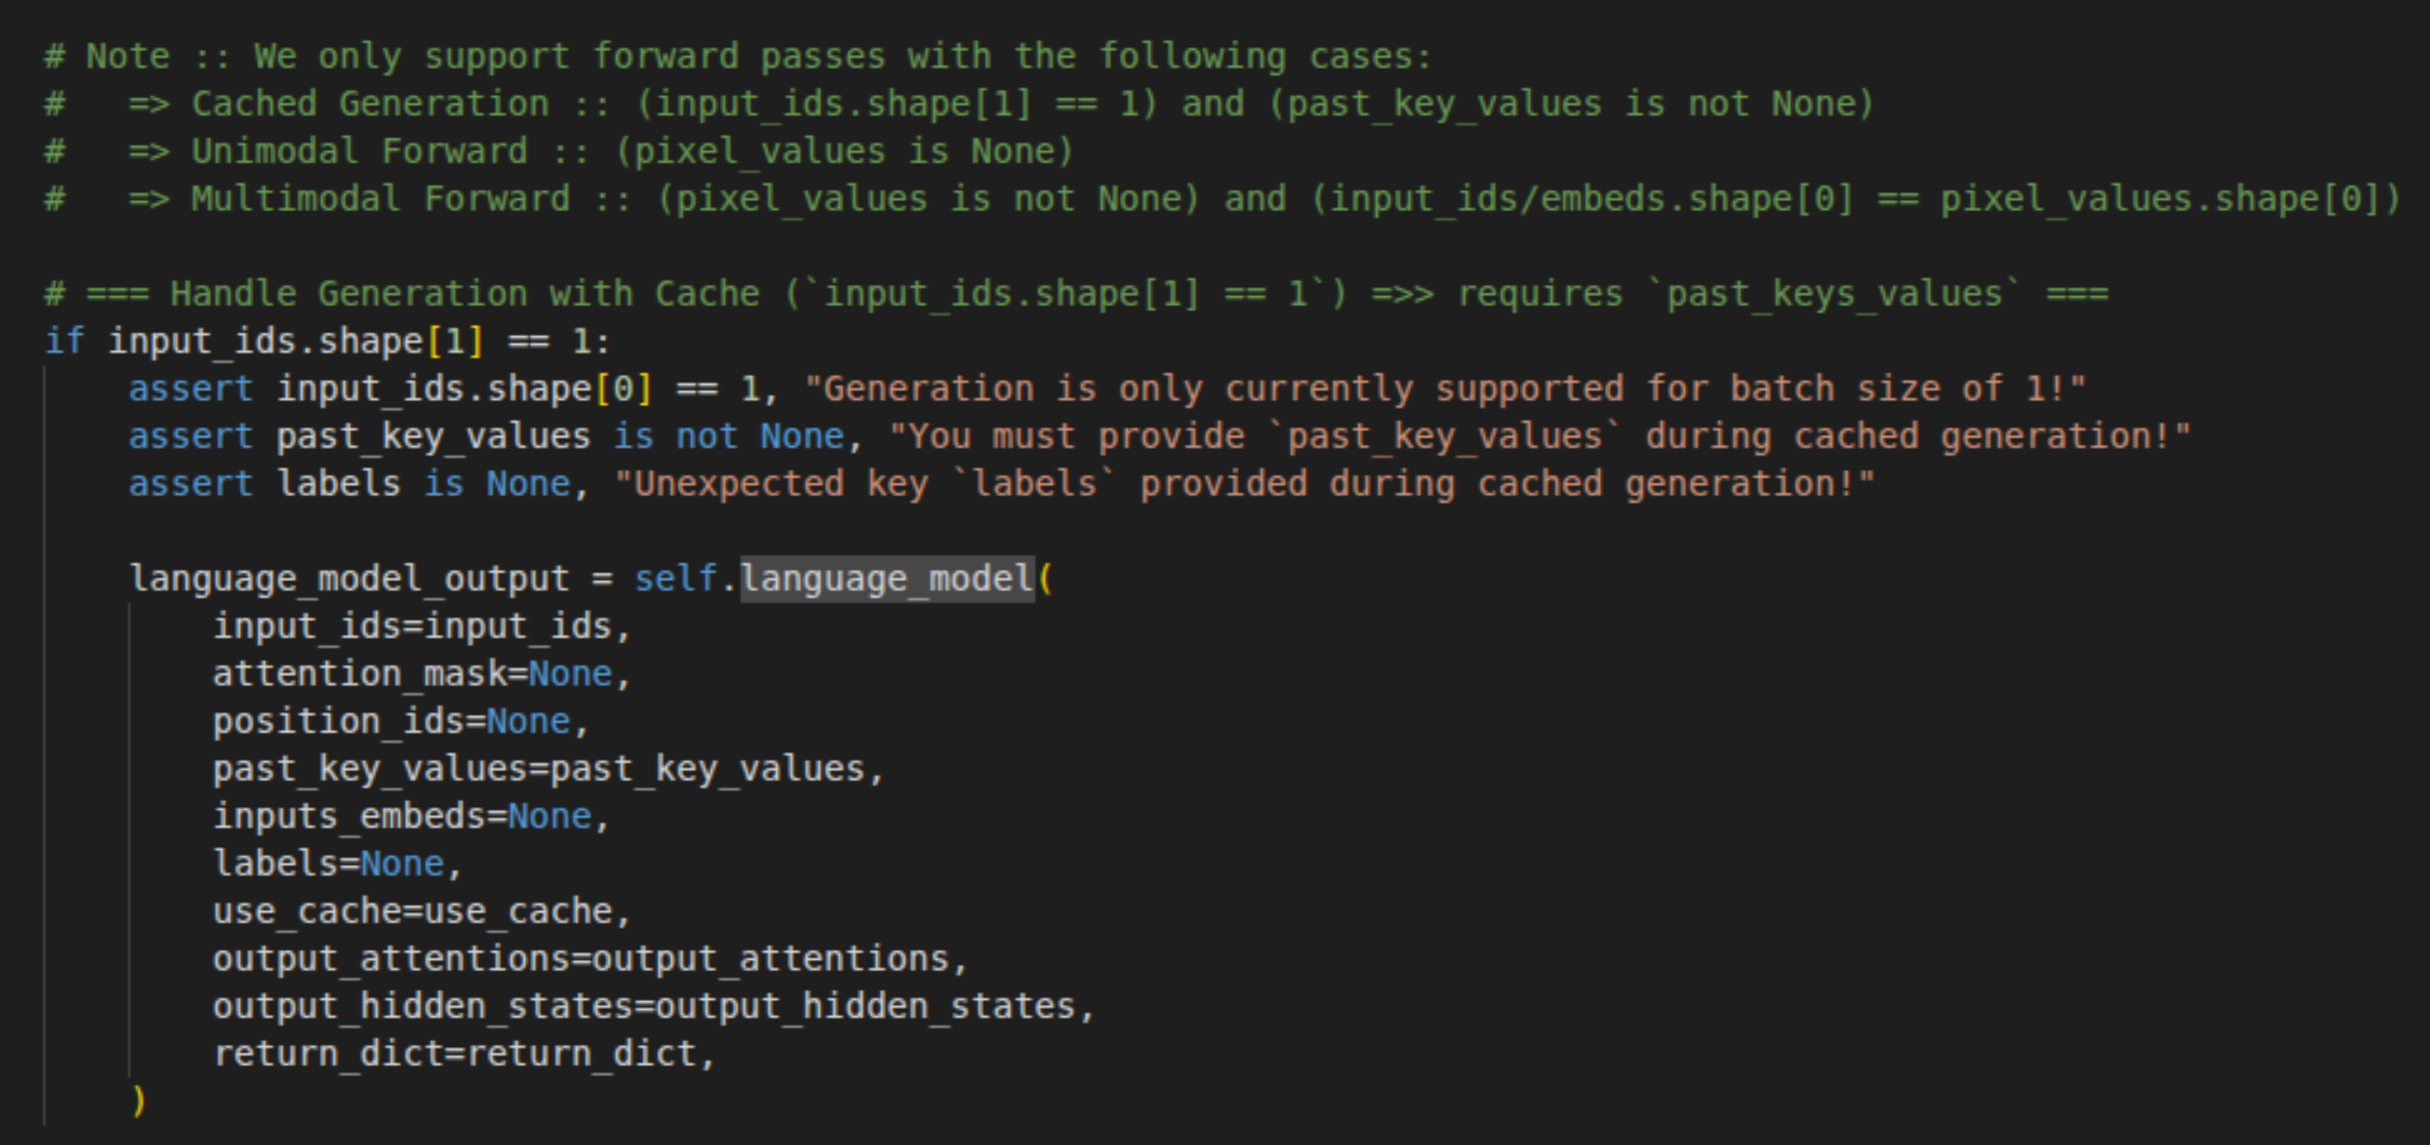 # Note :: We only support forward passes with the following cases:
#   => Cached Generation :: (input_ids.shape[1] == 1) and (past_key_values is not None)
#   => Unimodal Forward :: (pixel_values is None)
#   => Multimodal Forward :: (pixel_values is not None) and (input_ids/embeds.shape[0] == pixel_values.shape[0])
# === Handle Generation with Cache (`input_ids.shape[1] == 1`) =>> requires `past_keys_values` ===
if input_ids.shape[1] == 1:
    assert input_ids.shape[0] == 1, "Generation is only currently supported for batch size of 1!"
    assert past_key_values is not None, "You must provide `past_key_values` during cached generation!"
    assert labels is None, "Unexpected key `labels` provided during cached generation!"
    language_model_output = self.language_model(
        input_ids=input_ids,
        attention_mask=None,
        position_ids=None,
        past_key_values=past_key_values,
        inputs_embeds=None,
        labels=None,
        use_cache=use_cache,
        output_attentions=output_attentions,
        output_hidden_states=output_hidden_states,
        return_dict=return_dict,
    )